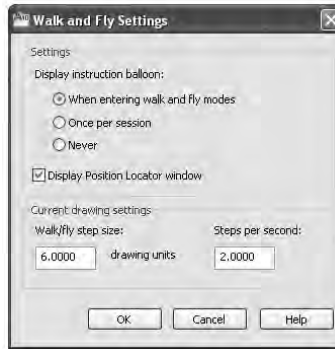 Walk and Fly Settings
Settings
Display instruction balloon:
When entering walk and fly modes
Once per session
Never
Display Position Locator window
Current drawing settings
Walk/fly step size: Steps per second:
6.0000 drawing units 2.0000
OK Cancel Help